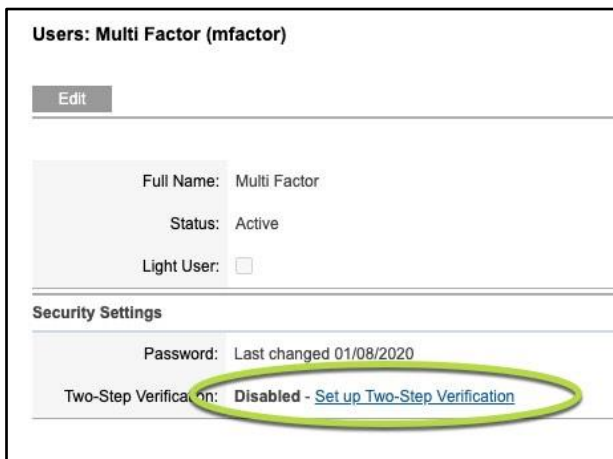 Users: Multi Factor (mfactor)
Edit
Full Name: Multi Factor
Status: Active
Light User:
Security Settings
Password: Last changed 01/08/2020
Two-Step Verification: Disabled - Set up Two-Step Verification